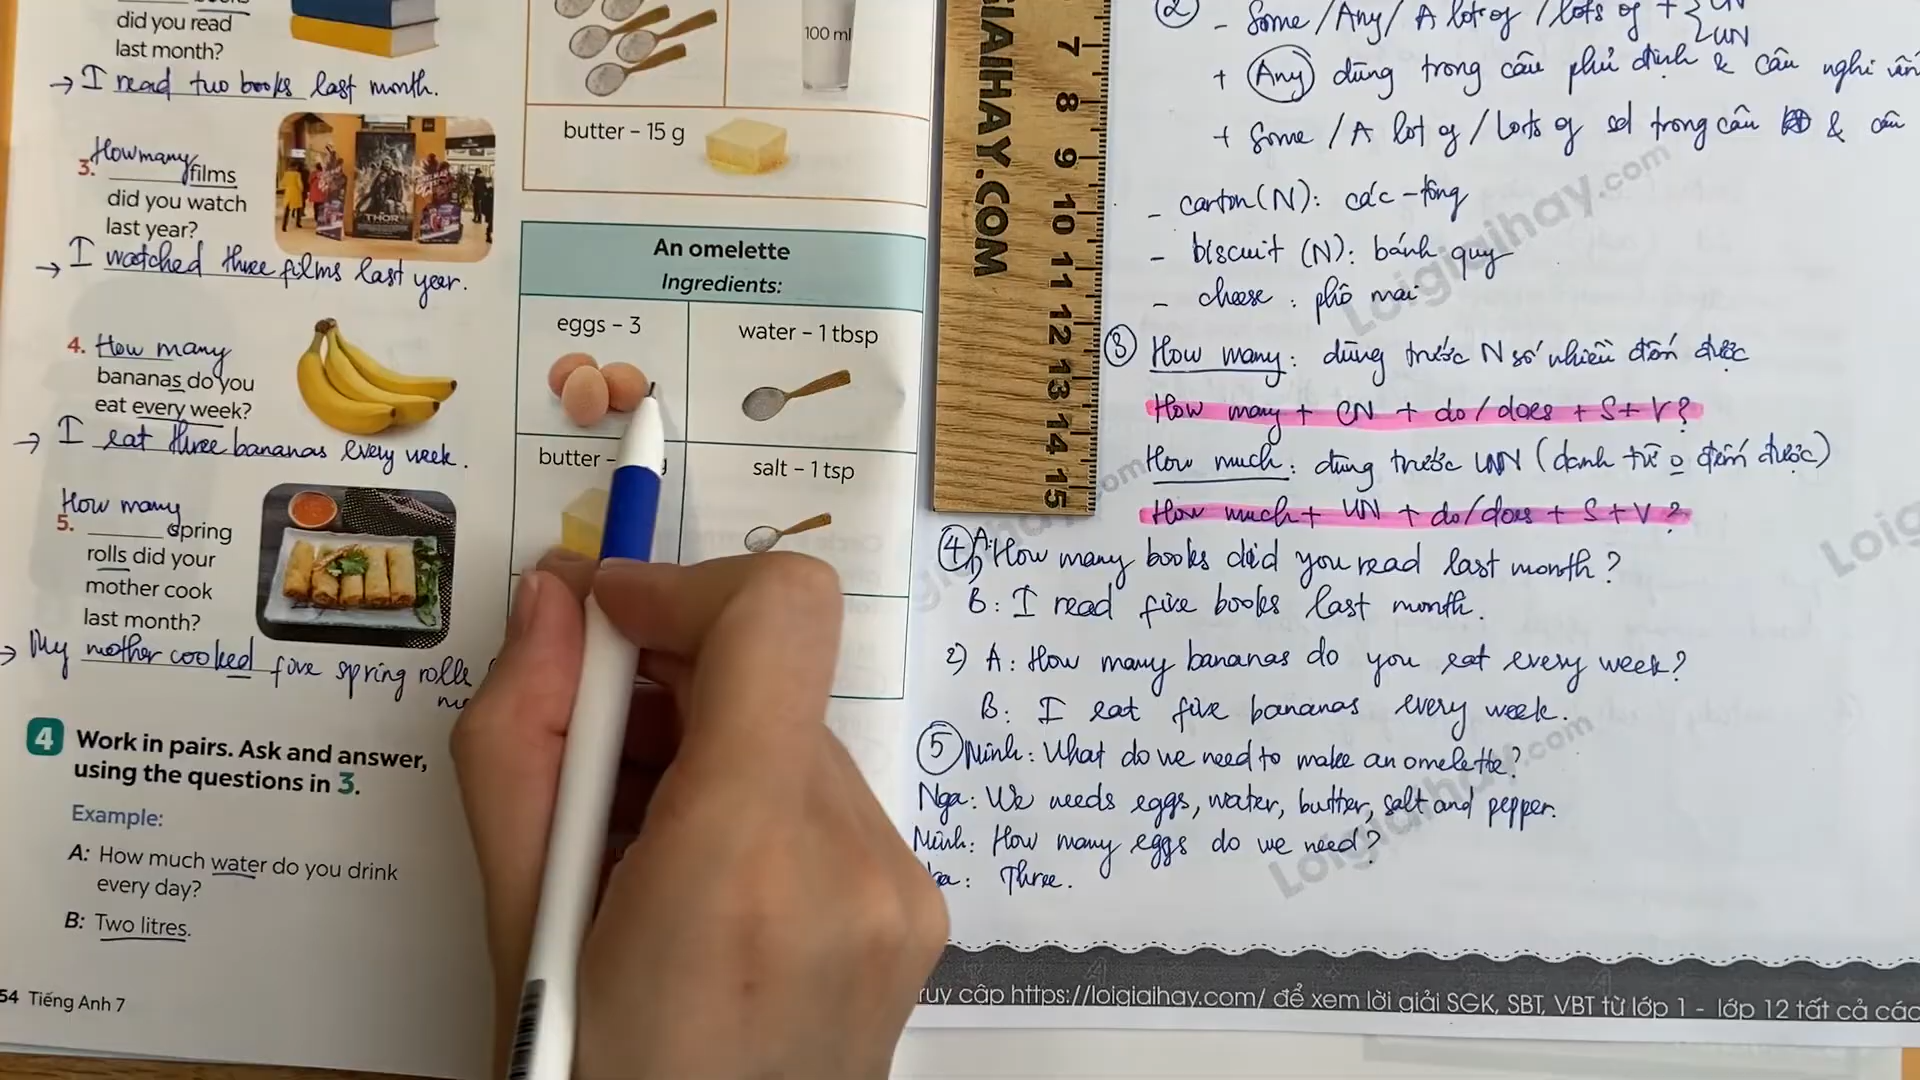 did you read
last month?
→ I read two books last month.
How many
3. films
did you watch
last year?
→ I watched three films last year.
THOR
4. How many
bananas do you
eat every week?
→ I eat three bananas every week.
How many
5. spring
rolls did your
mother cook
last month?
→ My mother cooked five spring rolls
4 Work in pairs. Ask and answer,
using the questions in 3.
Example:
A: How much water do you drink
every day?
B: Two litres.
54 Tiếng Anh 7
100 ml
butter – 15 g
An omelette
Ingredients:
eggs – 3
water – 1 tbsp
butter –
salt – 1 tsp
GIAIHAY.COM
7 8 9 10 11 12 13 14 15
② - Some / Any / A lot of / lots of + CN
UN
+ Any dùng trong câu phủ định & câu nghi vấn
+ Some / A lot of / Lots of sd trong câu KĐ & câu
- carton (N): các-tông
- biscuit (N): bánh quy
- cheese: phô mai
③ How many: dùng trước N số nhiều đếm được
How many + CN + do/does + S + V?
How much: dùng trước UNN (danh từ o đếm được)
How much + UN + do/does + S + V?
④ 1) A: How many books did you read last month?
B: I read five books last month.
2) A: How many bananas do you eat every week?
B: I eat five bananas every week.
⑤ Minh: What do we need to make an omelette?
Nga: We needs eggs, water, butter, salt and pepper.
Minh: How many eggs do we need?
Three.
Loigiaihay.com
Loigiaihay.com
ruy cập https://loigiaihay.com/ để xem lời giải SGK, SBT, VBT từ lớp 1 - lớp 12 tất cả các